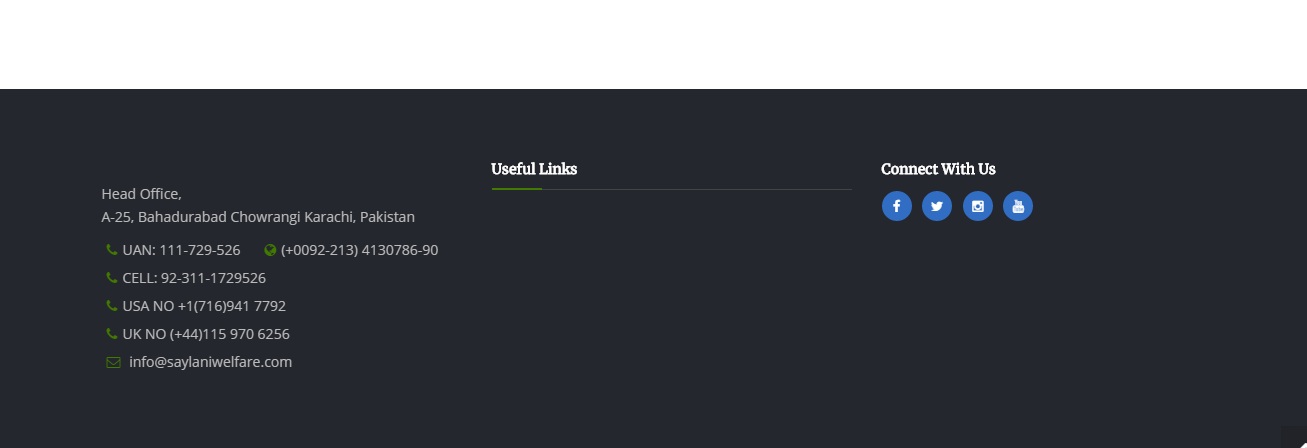 Head Office,
A-25, Bahadurabad Chowrangi Karachi, Pakistan
UAN: 111-729-526 (+0092-213) 4130786-90
CELL: 92-311-1729526
USA NO +1(716)941 7792
UK NO (+44)115 970 6256
info@saylaniwelfare.com
Useful Links
Connect With Us